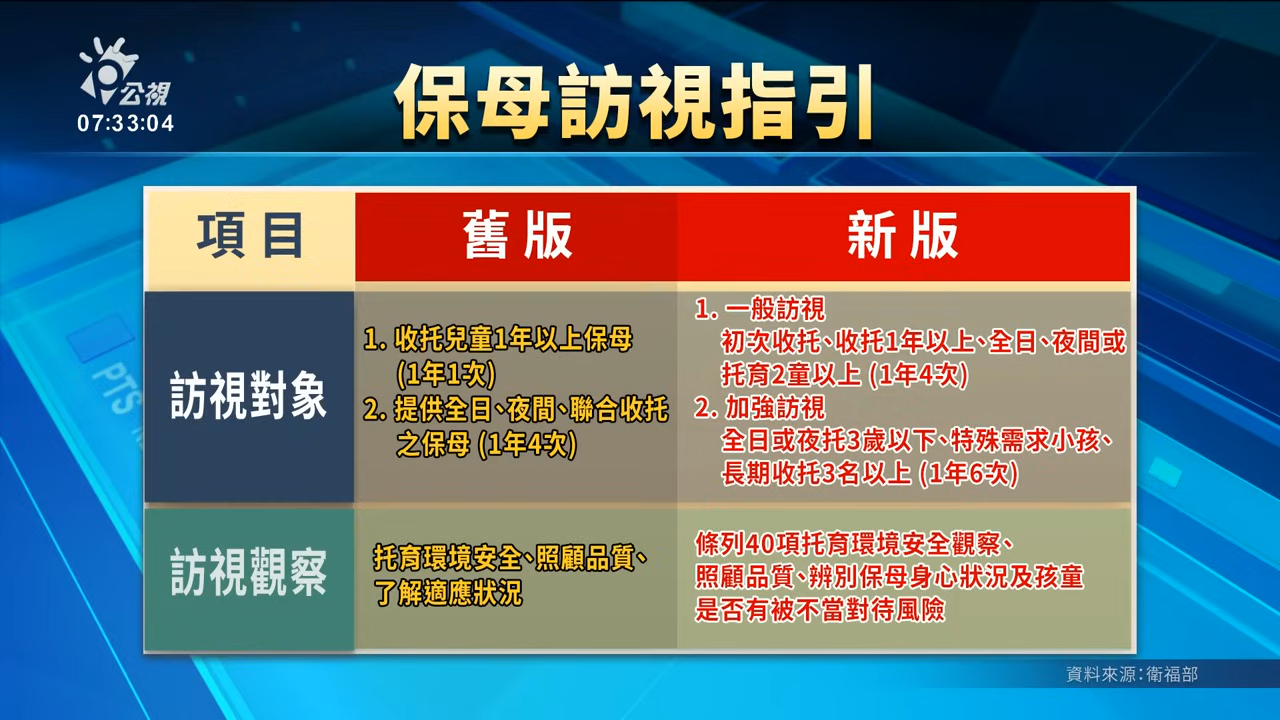 公視
07:33:04
保母訪視指引
項目
舊版
新版
訪視對象
1. 收托兒童1年以上保母
(1年1次)
2. 提供全日、夜間、聯合收托
之保母 (1年4次)
1. 一般訪視
初次收托、收托1年以上、全日、夜間或
托育2童以上 (1年4次)
2. 加強訪視
全日或夜托3歲以下、特殊需求小孩、
長期收托3名以上 (1年6次)
訪視觀察
托育環境安全、照顧品質、
了解適應狀況
條列40項托育環境安全觀察、
照顧品質、辨別保母身心狀況及孩童
是否有被不當對待風險
資料來源：衛福部
PTS